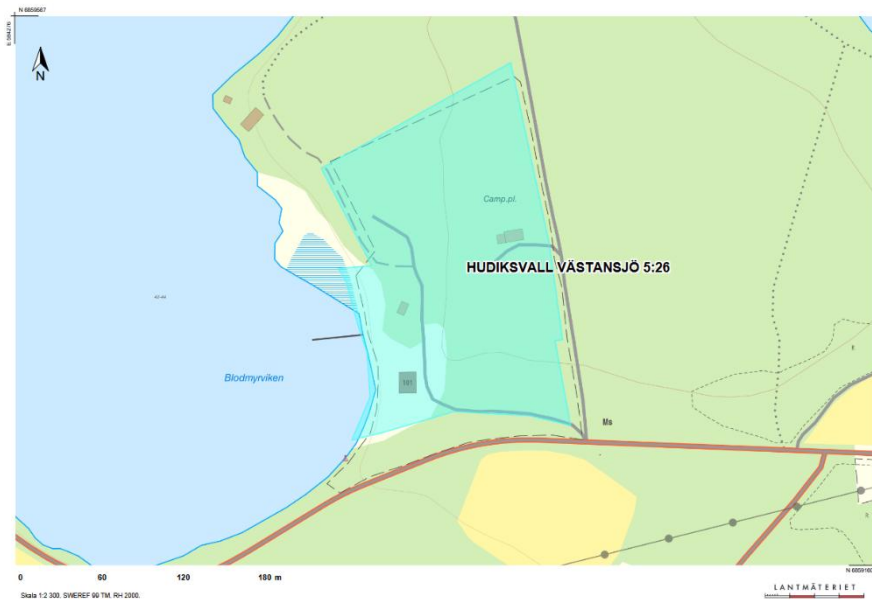 N 6859567
N
Camp.pl.
HUDIKSVALL VÄSTANSJÖ 5:26
Blodmyrviken
101
Ms
0 60 120 180 m
N 6859160
Skala 1:2 300. SWEREF 99 TM. RH 2000.
LANTMÄTERIET